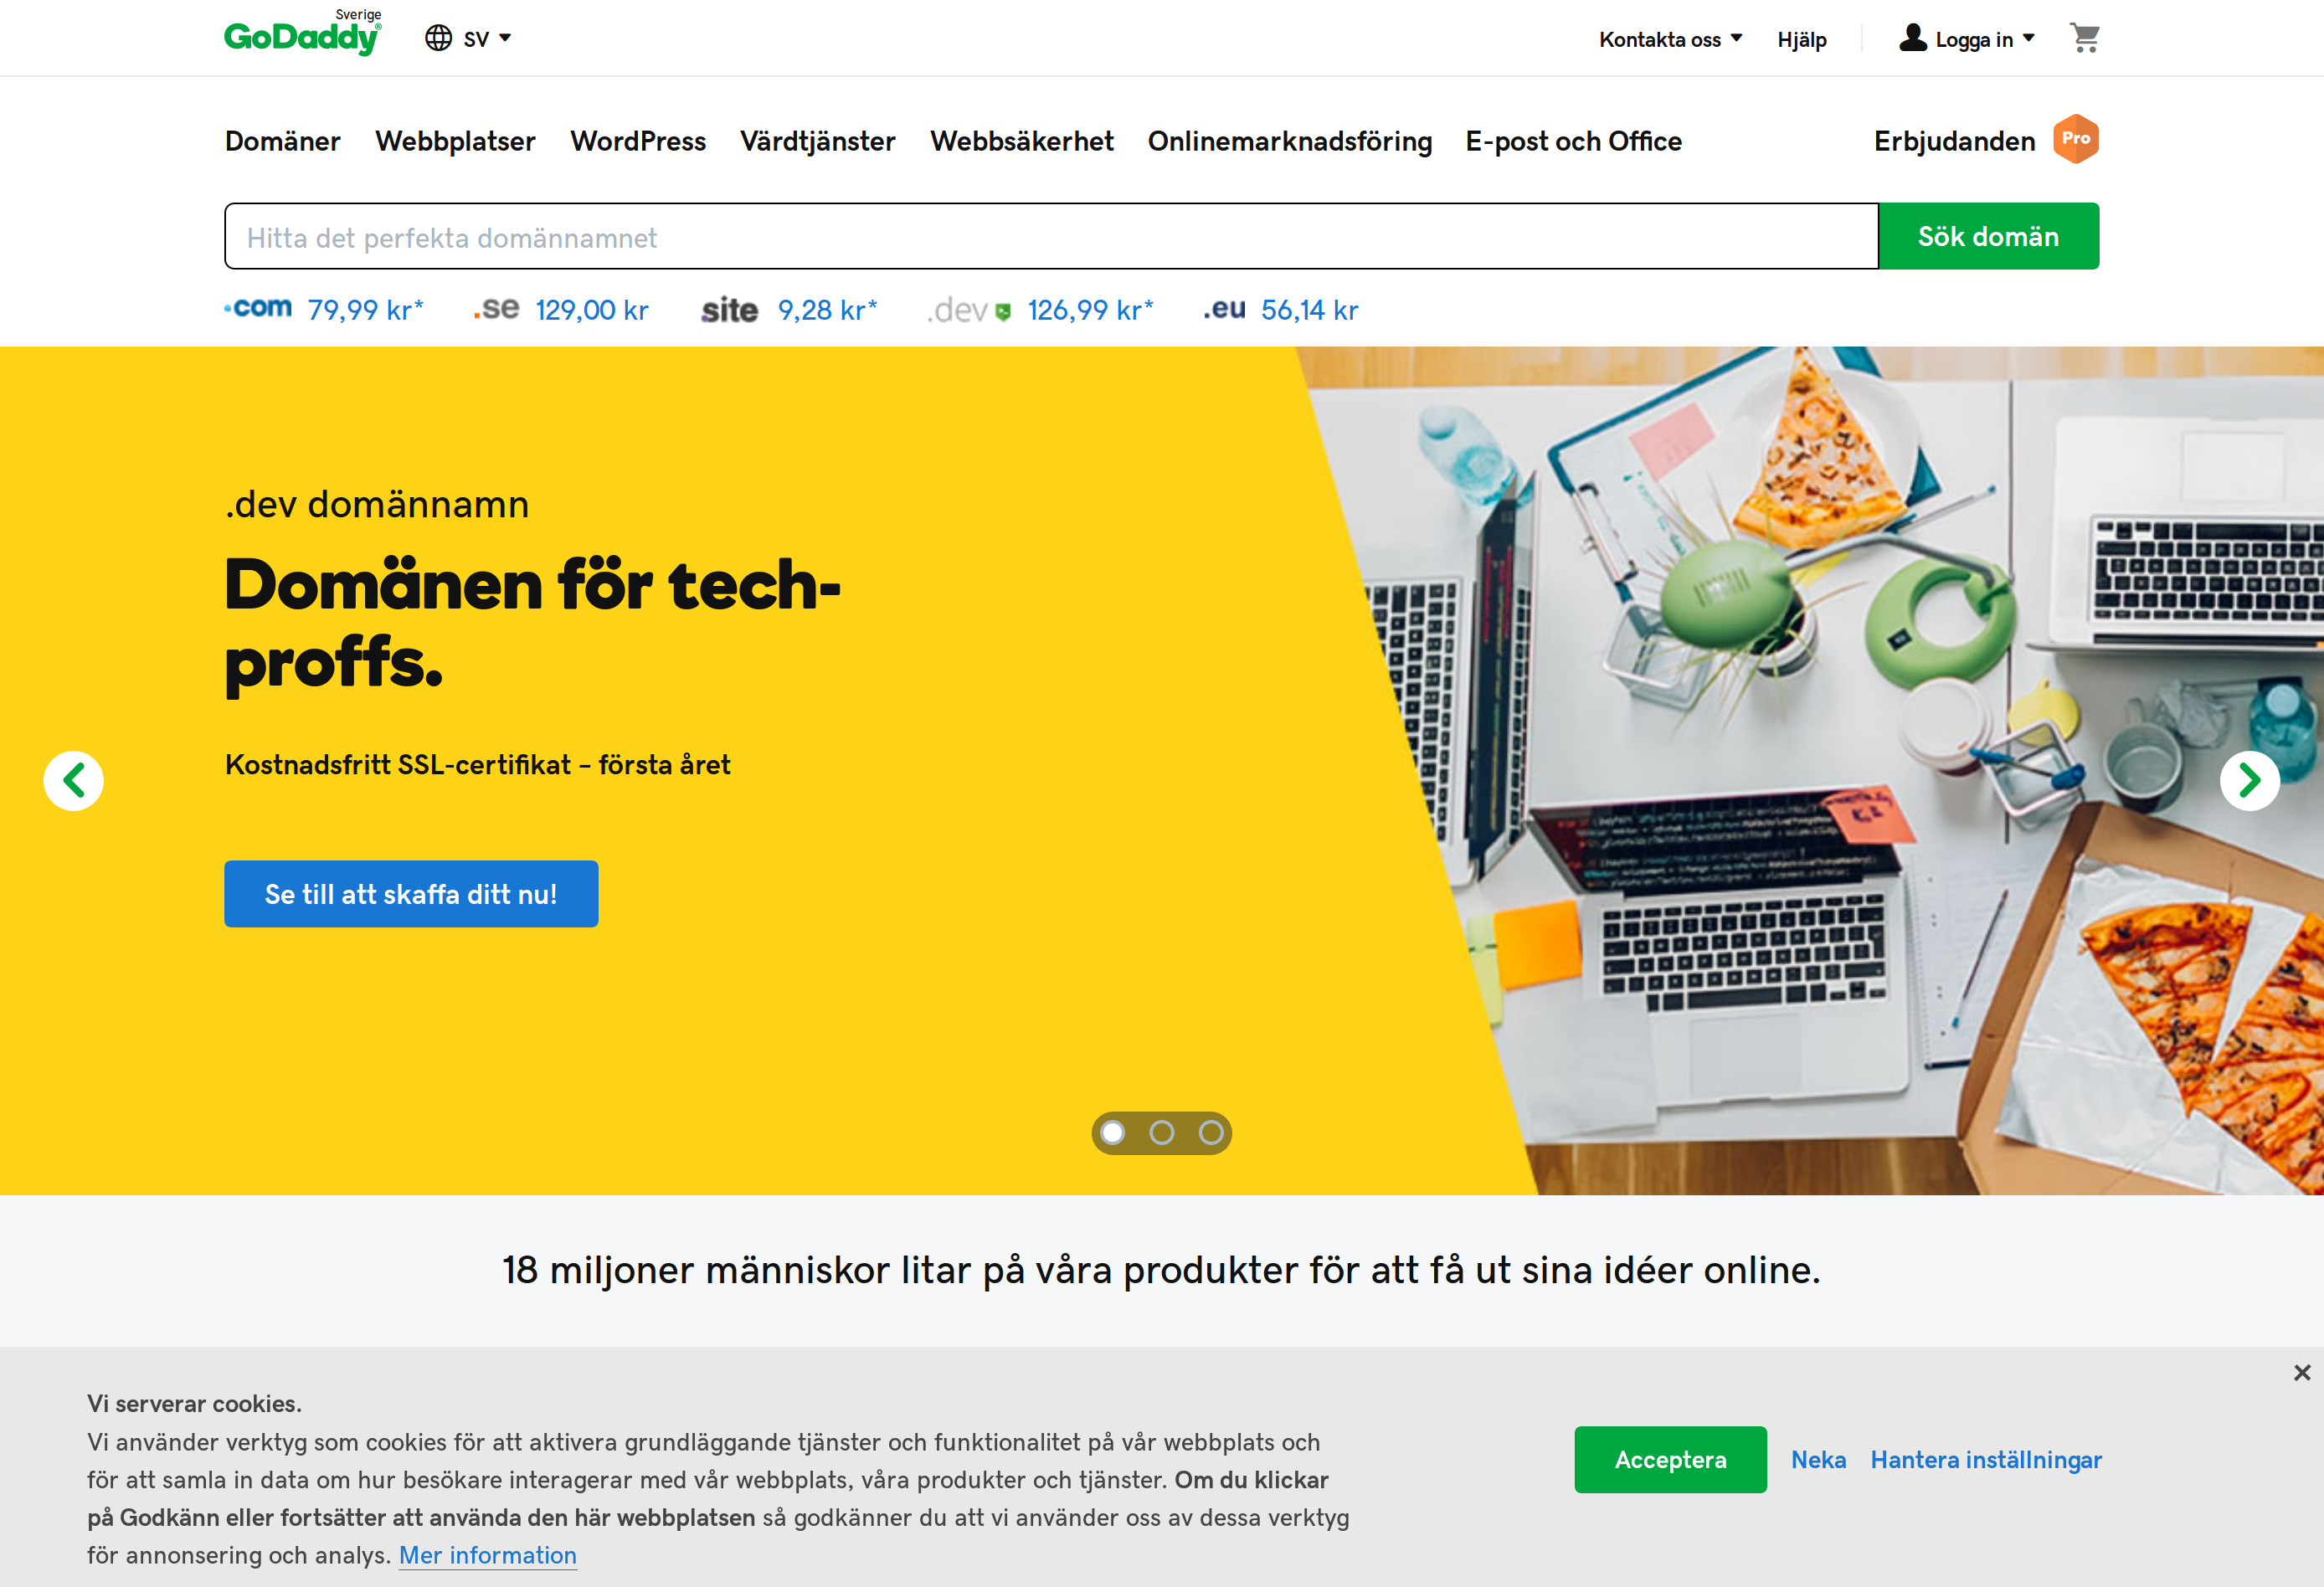 Sverige
GoDaddy®
SV
Kontakta oss
Hjälp
Logga in
Domäner
Webbplatser
WordPress
Värdtjänster
Webbsäkerhet
Onlinemarknadsföring
E-post och Office
Erbjudanden
Pro
Hitta det perfekta domännamnet
Sök domän
.com 79,99 kr*
.se 129,00 kr
.site 9,28 kr*
.dev 126,99 kr*
.eu 56,14 kr
.dev domännamn
Domänen för tech-
proffs.
Kostnadsfritt SSL-certifikat – första året
Se till att skaffa ditt nu!
18 miljoner människor litar på våra produkter för att få ut sina idéer online.
Vi serverar cookies.
Vi använder verktyg som cookies för att aktivera grundläggande tjänster och funktionalitet på vår webbplats och
för att samla in data om hur besökare interagerar med vår webbplats, våra produkter och tjänster. Om du klickar
på Godkänn eller fortsätter att använda den här webbplatsen så godkänner du att vi använder oss av dessa verktyg
för annonsering och analys. Mer information
Acceptera
Neka
Hantera inställningar